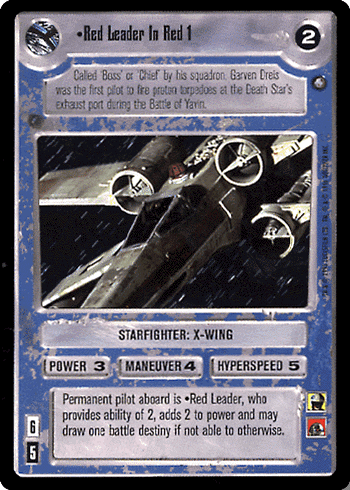 •Red Leader In Red 1
2
Called 'Boss' or 'Chief' by his squadron. Garven Dreis
was the first pilot to fire proton torpedoes at the Death Star's
exhaust port during the Battle of Yavin.
STARFIGHTER: X-WING
POWER 3 MANEUVER 4 HYPERSPEED 5
Permanent pilot aboard is •Red Leader, who
provides ability of 2, adds 2 to power and may
draw one battle destiny if not able to otherwise.
6
5